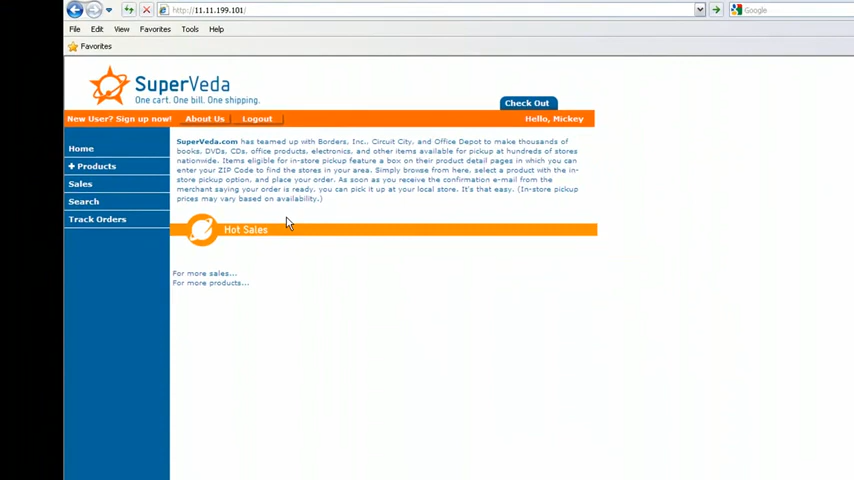 http://11.11.199.101/
Google
File Edit View Favorites Tools Help
Favorites
SuperVeda
One cart. One bill. One shipping.
Check Out
New User? Sign up now! About Us Logout Hello, Mickey
Home
Products
Sales
Search
Track Orders
SuperVeda.com has teamed up with Borders, Inc., Circuit City, and Office Depot to make thousands of
books, DVDs, CDs, office products, electronics, and other items available for pickup at hundreds of stores
nationwide. Items eligible for in-store pickup feature a box on their product detail pages in which you can
enter your ZIP Code to find the stores in your area. Simply browse from here, select a product with the in-
store pickup option, and place your order. As soon as you receive the confirmation e-mail from the
merchant saying your order is ready, you can pick it up at your local store. It's that easy. (In-store pickup
prices may vary based on availability.)
Hot Sales
For more sales...
For more products...